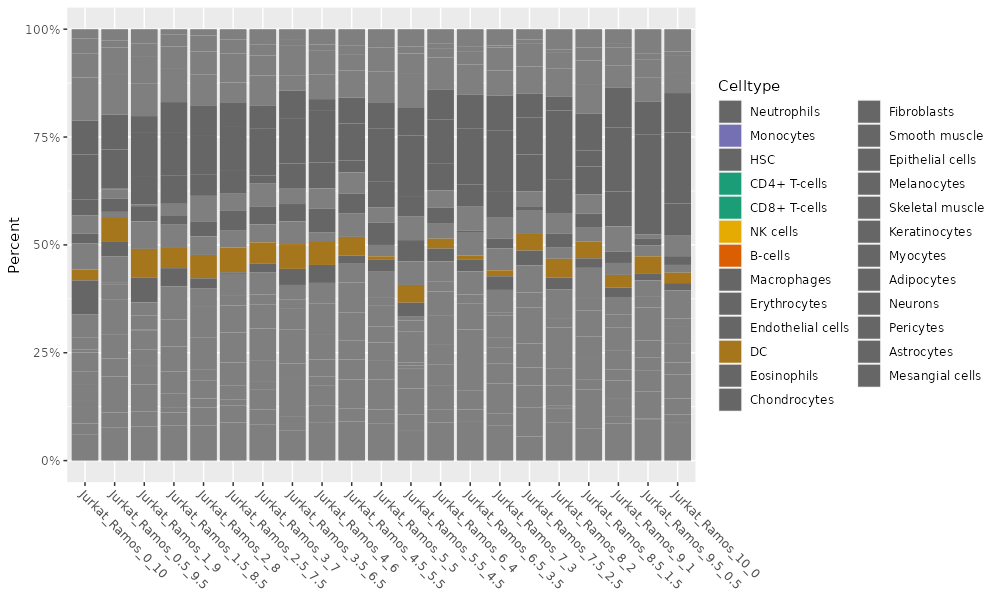 100%
75%
50%
25%
0%
Percent
Jurkat_Ramos_0_10
Jurkat_Ramos_0.5_9.5
Jurkat_Ramos_1_9
Jurkat_Ramos_1.5_8.5
Jurkat_Ramos_2_8
Jurkat_Ramos_2.5_7.5
Jurkat_Ramos_3_7
Jurkat_Ramos_3.5_6.5
Jurkat_Ramos_4_6
Jurkat_Ramos_4.5_5.5
Jurkat_Ramos_5_5
Jurkat_Ramos_5.5_4.5
Jurkat_Ramos_6_4
Jurkat_Ramos_6.5_3.5
Jurkat_Ramos_7_3
Jurkat_Ramos_7.5_2.5
Jurkat_Ramos_8_2
Jurkat_Ramos_8.5_1.5
Jurkat_Ramos_9_1
Jurkat_Ramos_9.5_0.5
Jurkat_Ramos_10_0
Celltype
Neutrophils
Monocytes
HSC
CD4+ T-cells
CD8+ T-cells
NK cells
B-cells
Macrophages
Erythrocytes
Endothelial cells
DC
Eosinophils
Chondrocytes
Fibroblasts
Smooth muscle
Epithelial cells
Melanocytes
Skeletal muscle
Keratinocytes
Myocytes
Adipocytes
Neurons
Pericytes
Astrocytes
Mesangial cells